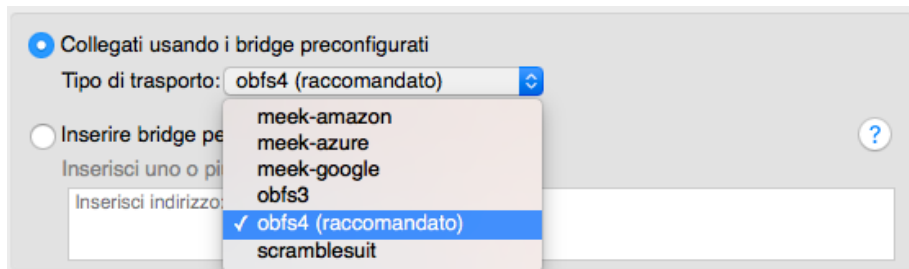 Collegati usando i bridge preconfigurati
Tipo di trasporto: obfs4 (raccomandato)
meek-amazon
Inserire bridge pe
meek-azure
?
Inserisci uno o pi
meek-google
obfs3
Inserisci indirizzo:
✓ obfs4 (raccomandato)
scramblesuit